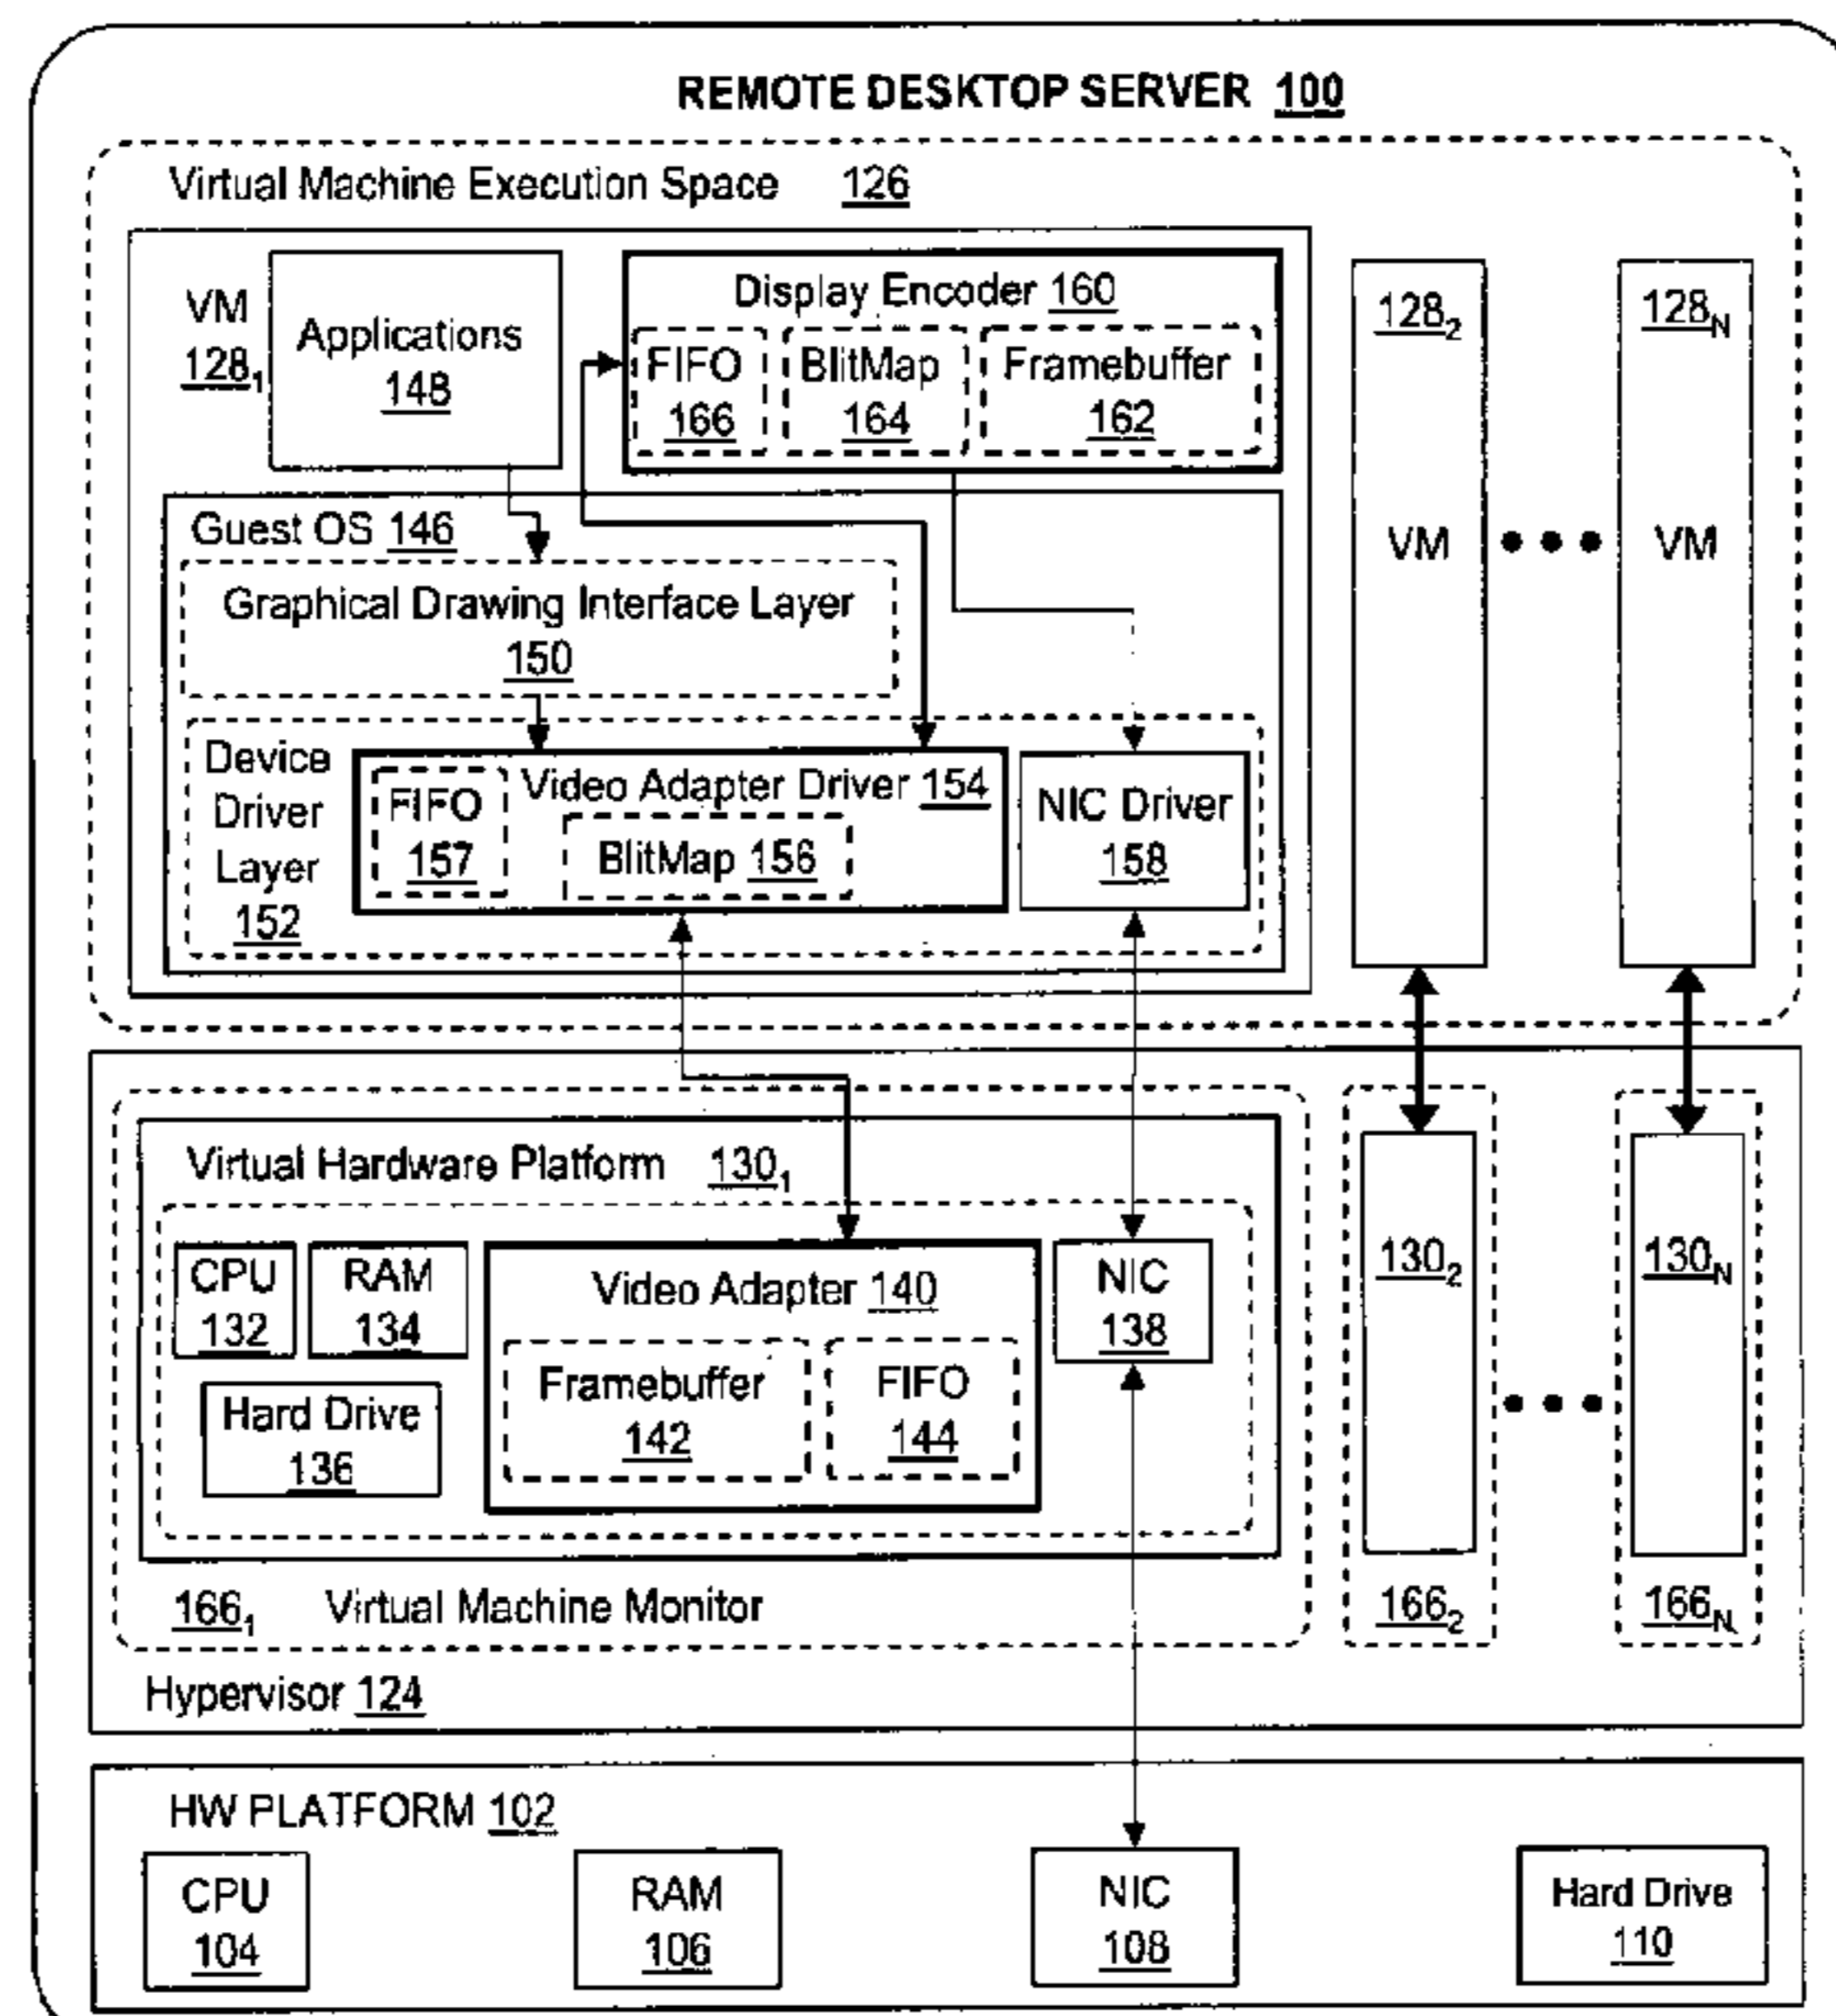 REMOTE DESKTOP SERVER 100
Virtual Machine Execution Space 126
VM
128₁
Applications
148
Display Encoder 160
FIFO
166
BlitMap
164
Framebuffer
162
128₂
VM
128N
VM
Guest OS 146
Graphical Drawing Interface Layer
150
Device
Driver
Layer
152
Video Adapter Driver 154
FIFO
157
BlitMap 156
NIC Driver
158
Virtual Hardware Platform 130₁
CPU
132
RAM
134
Hard Drive
136
Video Adapter 140
Framebuffer
142
FIFO
144
NIC
138
130₂
130N
166₁ Virtual Machine Monitor
166₂
166N
Hypervisor 124
HW PLATFORM 102
CPU
104
RAM
106
NIC
108
Hard Drive
110